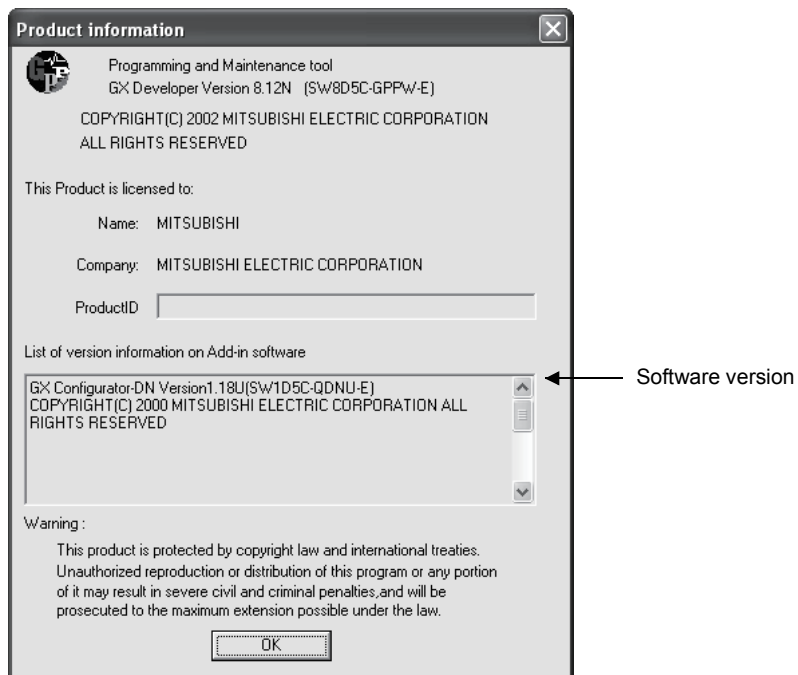 Product information
Programming and Maintenance tool
GX Developer Version 8.12N (SW8D5C-GPPW-E)
COPYRIGHT(C) 2002 MITSUBISHI ELECTRIC CORPORATION
ALL RIGHTS RESERVED
This Product is licensed to:
Name: MITSUBISHI
Company: MITSUBISHI ELECTRIC CORPORATION
ProductID
List of version information on Add-in software
GX Configurator-DN Version1.18U(SW1D5C-QDNU-E)
COPYRIGHT(C) 2000 MITSUBISHI ELECTRIC CORPORATION ALL
RIGHTS RESERVED
Software version
Warning :
This product is protected by copyright law and international treaties.
Unauthorized reproduction or distribution of this program or any portion
of it may result in severe civil and criminal penalties,and will be
prosecuted to the maximum extension possible under the law.
OK